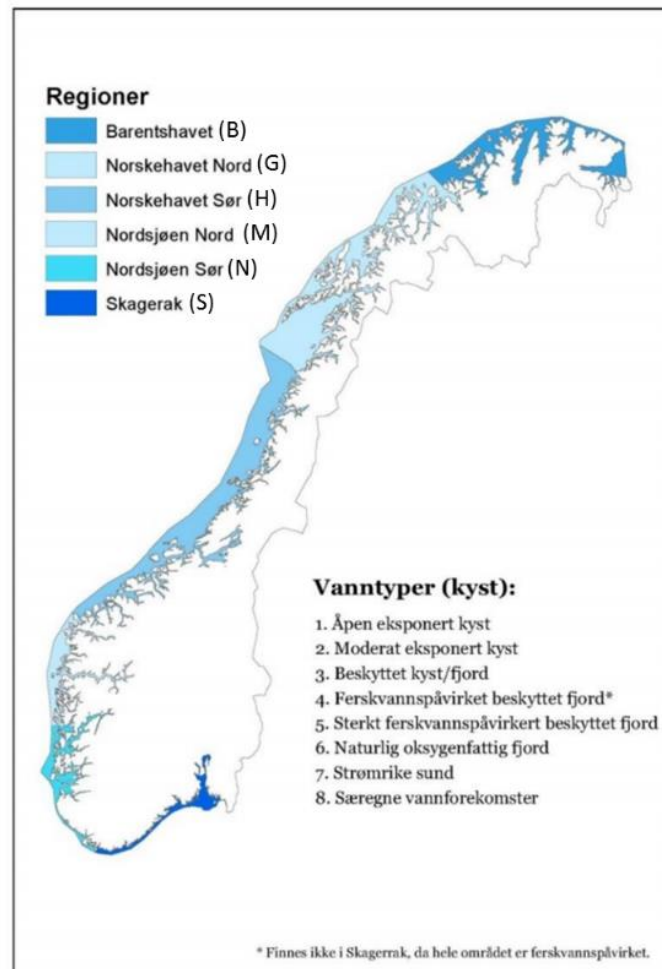 Regioner
Barentshavet (B)
Norskehavet Nord (G)
Norskehavet Sør (H)
Nordsjøen Nord (M)
Nordsjøen Sør (N)
Skagerak (S)
Vanntyper (kyst):
1. Åpen eksponert kyst
2. Moderat eksponert kyst
3. Beskyttet kyst/fjord
4. Ferskvannspåvirket beskyttet fjord*
5. Sterkt ferskvannspåvirkert beskyttet fjord
6. Naturlig oksygenfattig fjord
7. Strømrike sund
8. Særegne vannforekomster
* Finnes ikke i Skagerrak, da hele området er ferskvannspåvirket.